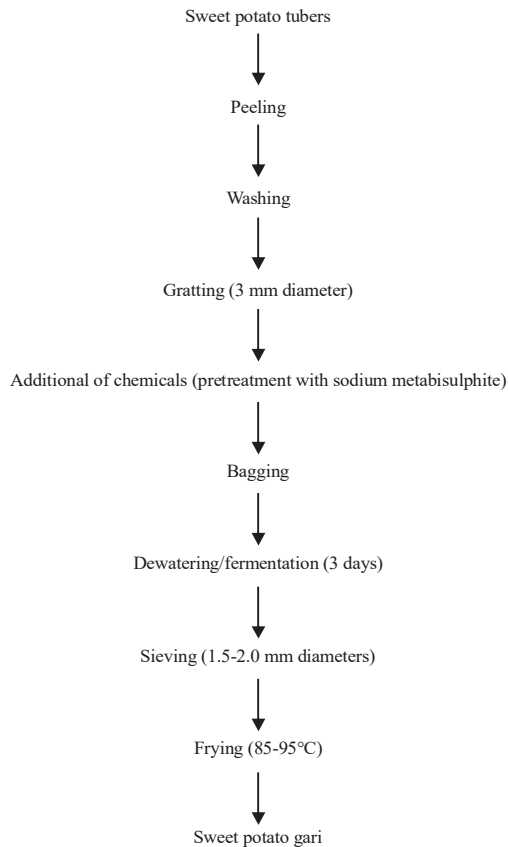 Sweet potato tubers
Peeling
Washing
Gratting (3 mm diameter)
Additional of chemicals (pretreatment with sodium metabisulphite)
Bagging
Dewatering/fermentation (3 days)
Sieving (1.5-2.0 mm diameters)
Frying (85-95°C)
Sweet potato gari